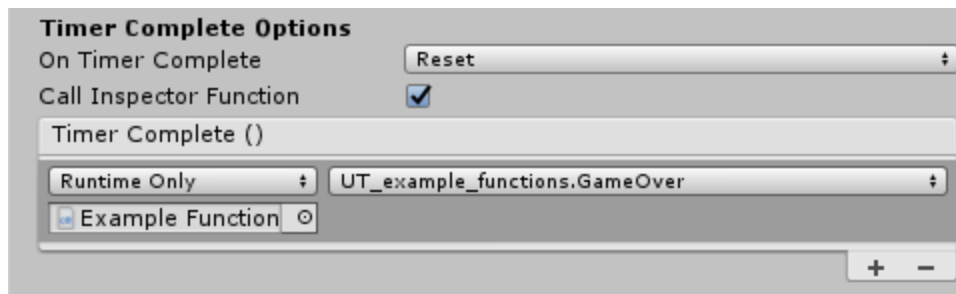 Timer Complete Options
On Timer Complete Reset
Call Inspector Function
Timer Complete ()
Runtime Only UT_example_functions.GameOver
Example Function
+ −